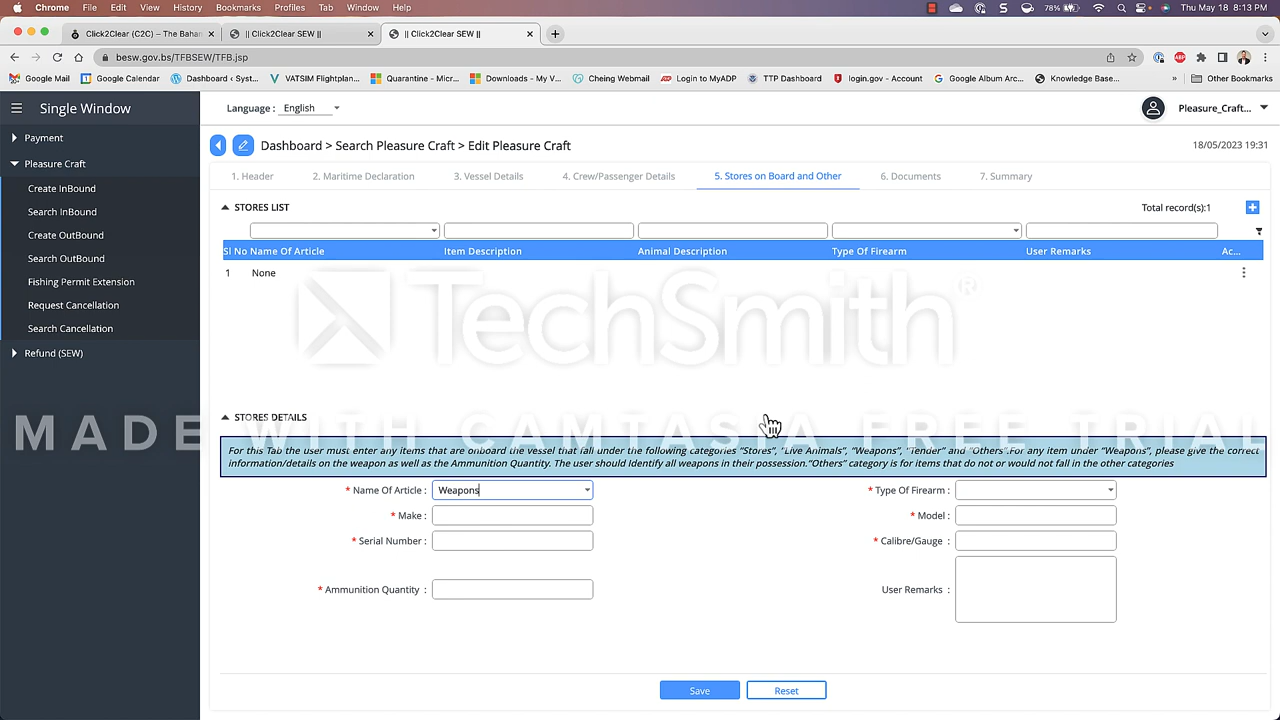 Chrome File Edit View History Bookmarks Profiles Tab Window Help 78% Thu May 18 8:13 PM
Click2Clear (C2C) – The Baha || Click2Clear SEW || || Click2Clear SEW ||
besw.gov.bs/TFBSEW/TFB.jsp
Google Mail Google Calendar Dashboard ‹ Syst... VATSIM Flightplan... Quarantine - Micr... Downloads - My V... Cheing Webmail Login to MyADP TTP Dashboard login.gov - Account Google Album Arc... Knowledge Base... » Other Bookmarks
Single Window
Language : English
Pleasure_Craft...
Payment
Pleasure Craft
Create InBound
Search InBound
Create OutBound
Search OutBound
Fishing Permit Extension
Request Cancellation
Search Cancellation
Refund (SEW)
Dashboard > Search Pleasure Craft > Edit Pleasure Craft
18/05/2023 19:31
1. Header 2. Maritime Declaration 3. Vessel Details 4. Crew/Passenger Details 5. Stores on Board and Other 6. Documents 7. Summary
STORES LIST
Total record(s):1
Sl No Name Of Article Item Description Animal Description Type Of Firearm User Remarks Ac...
1 None
TechSmith®
STORES DETAILS
MADE WITH CAMTASIA FREE TRIAL
For this Tab the user must enter any items that are onboard the vessel that fall under the following categories "Stores", "Live Animals", "Weapons", "Tender" and "Others".For any item under "Weapons", please give the correct
information/details on the weapon as well as the Ammunition Quantity. The user should Identify all weapons in their possession."Others" category is for items that do not or would not fall in the other categories
* Name Of Article : Weapons
* Type Of Firearm :
* Make :
* Model :
* Serial Number :
* Calibre/Gauge :
* Ammunition Quantity :
User Remarks :
Save Reset